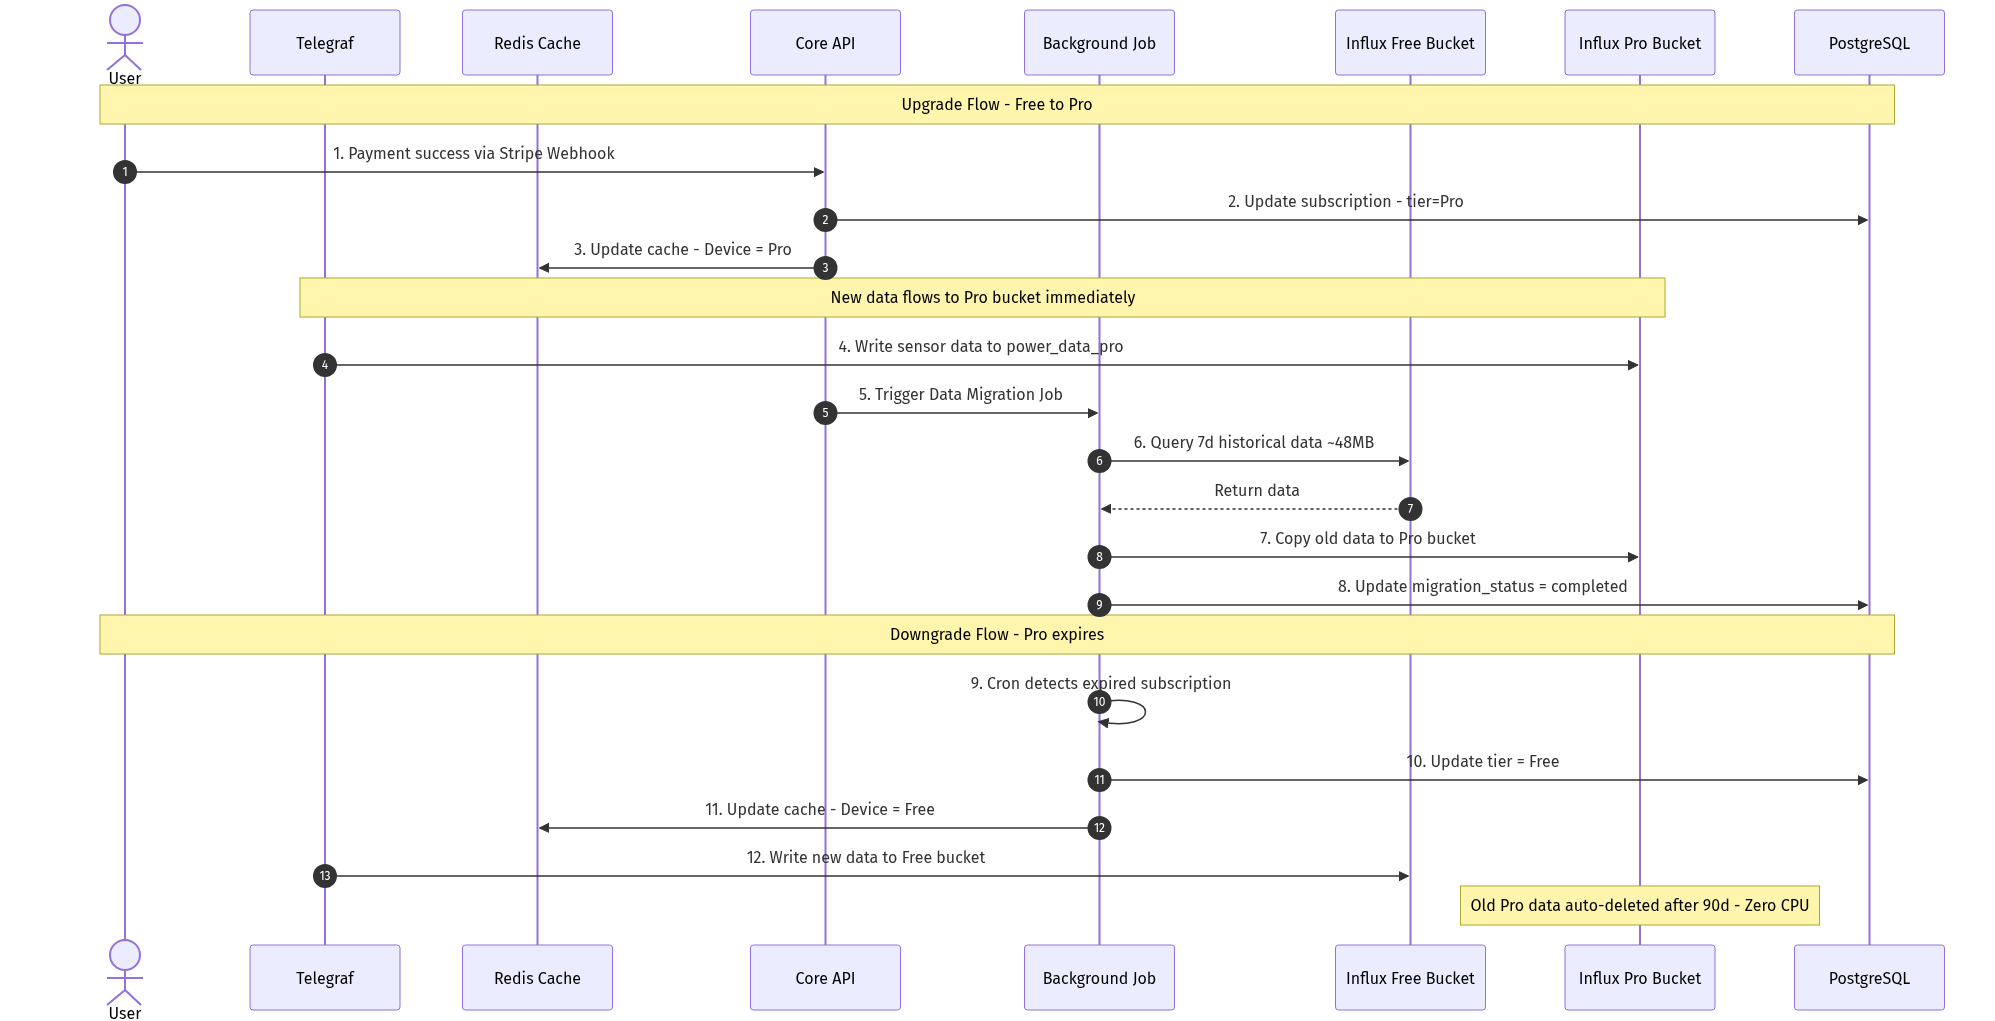 User
Telegraf
Redis Cache
Core API
Background Job
Influx Free Bucket
Influx Pro Bucket
PostgreSQL
Upgrade Flow - Free to Pro
1. Payment success via Stripe Webhook
1
2. Update subscription - tier=Pro
2
3. Update cache - Device = Pro
3
New data flows to Pro bucket immediately
4. Write sensor data to power_data_pro
4
5. Trigger Data Migration Job
5
6. Query 7d historical data ~48MB
6
Return data
7
7. Copy old data to Pro bucket
8
8. Update migration_status = completed
9
Downgrade Flow - Pro expires
9. Cron detects expired subscription
10
10. Update tier = Free
11
11. Update cache - Device = Free
12
12. Write new data to Free bucket
13
Old Pro data auto-deleted after 90d - Zero CPU
User
Telegraf
Redis Cache
Core API
Background Job
Influx Free Bucket
Influx Pro Bucket
PostgreSQL